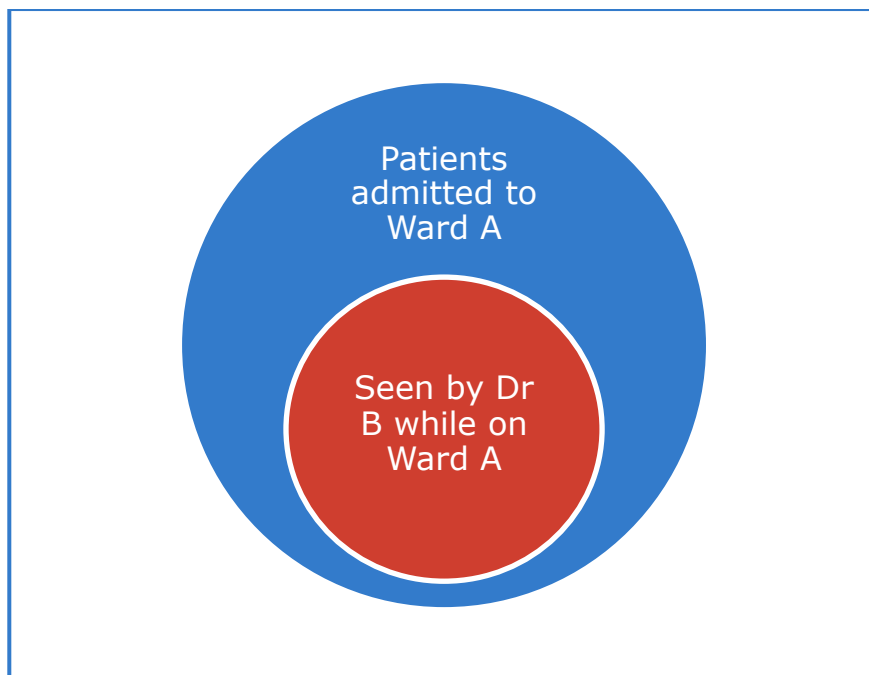 Patients
admitted to
Ward A
Seen by Dr
B while on
Ward A